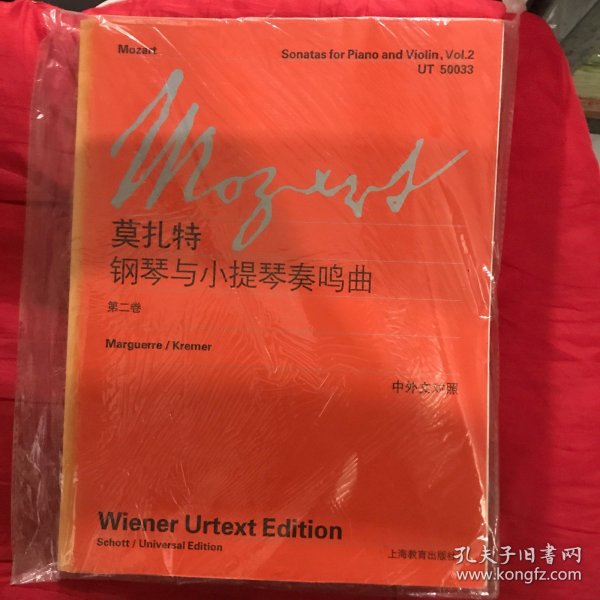 Mozart
Sonatas for Piano and Violin, Vol.2
UT 50033
Mozart
莫扎特
钢琴与小提琴奏鸣曲
第二卷
Marguerre / Kremer
中外文对照
Wiener Urtext Edition
Schott / Universal Edition
上海教育出版社
孔夫子旧书网
www.kongfz.com